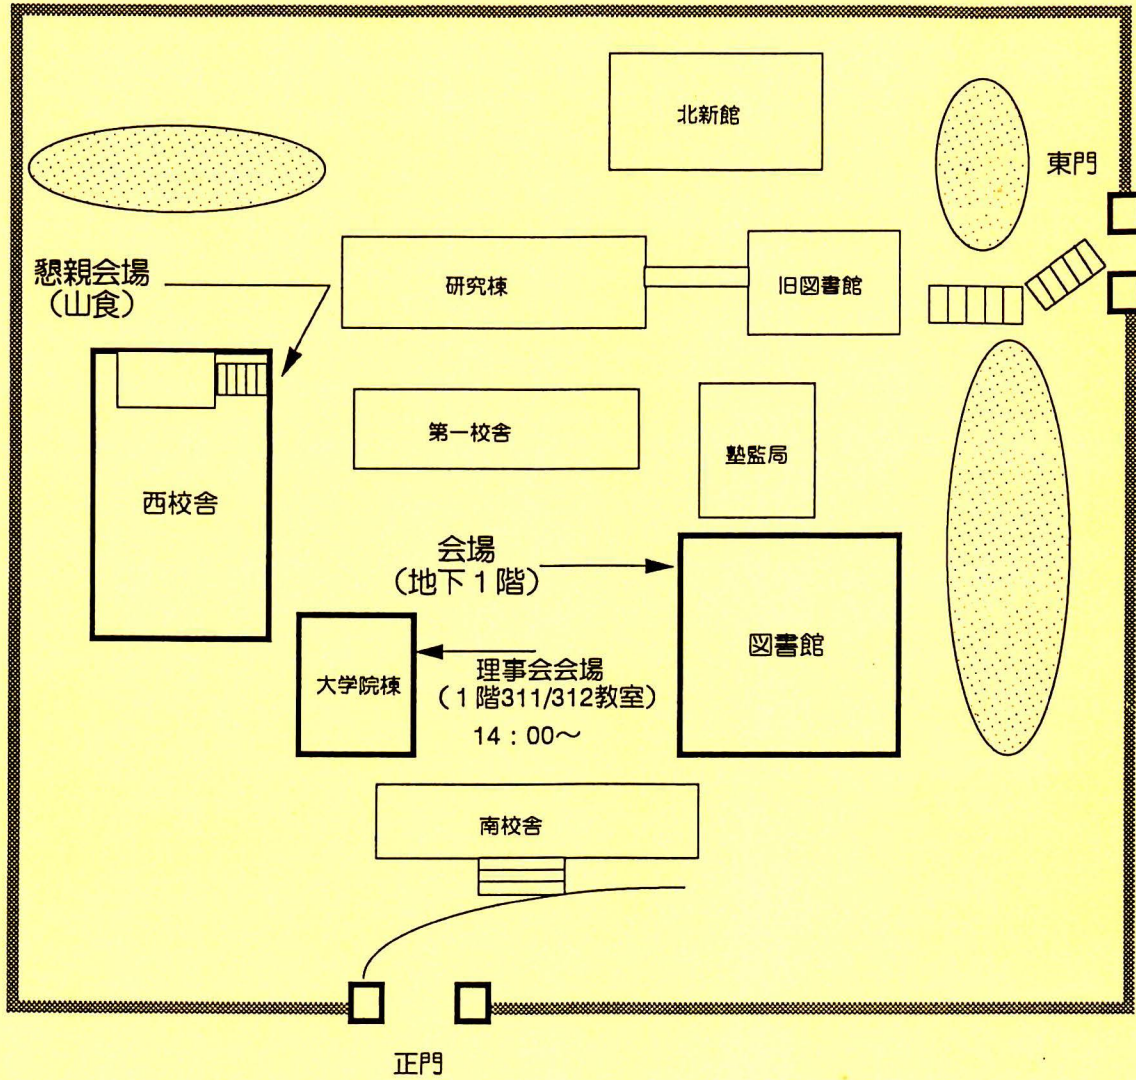 北新館
東門
懇親会場
（山食）
研究棟
旧図書館
第一校舎
塾監局
西校舎
会場
（地下１階）
図書館
大学院棟
理事会会場
（１階311/312教室）
14：00〜
南校舎
正門